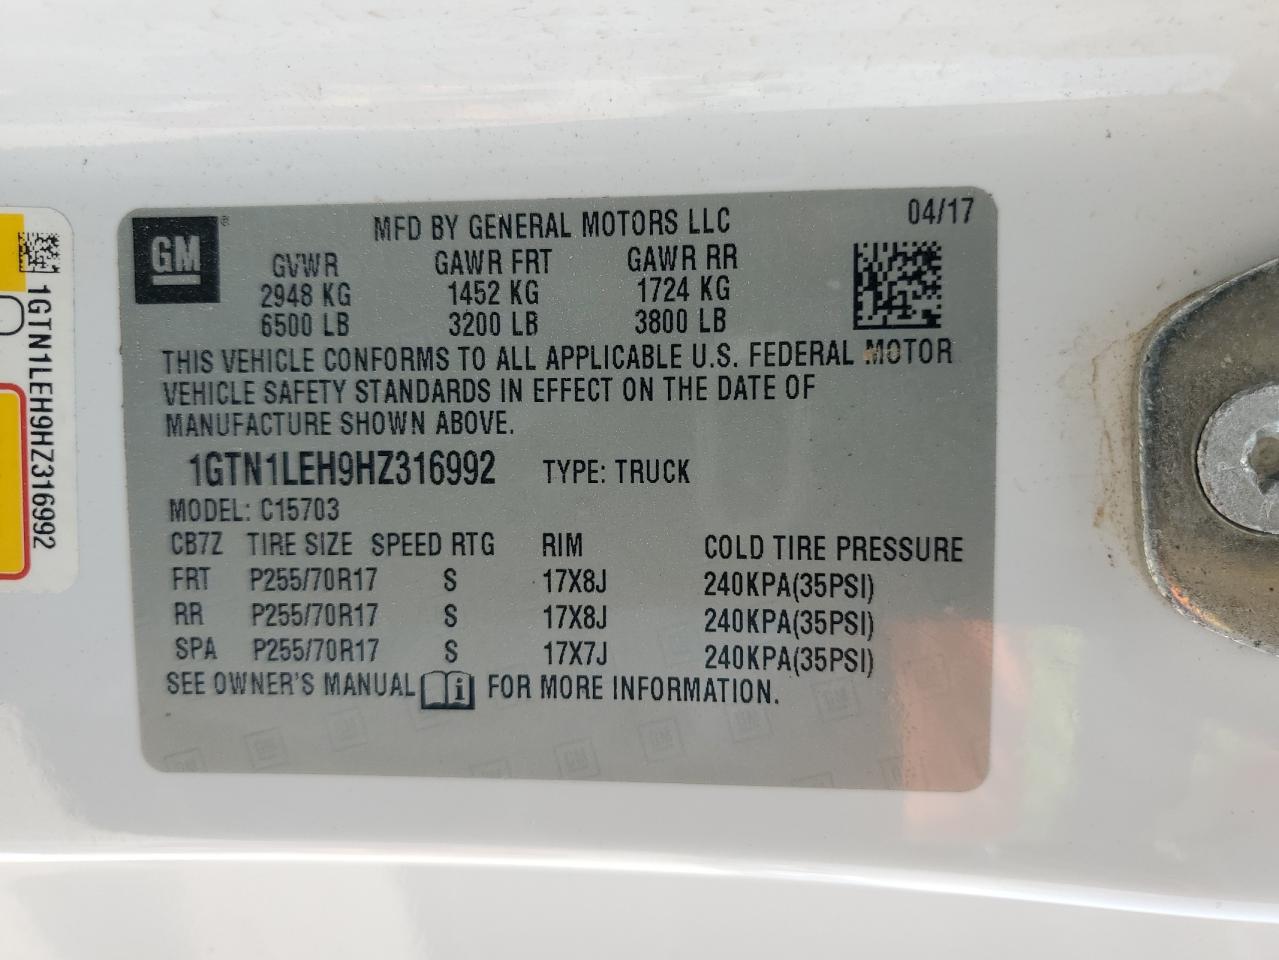 GM ®
MFD BY GENERAL MOTORS LLC 04/17
GVWR GAWR FRT GAWR RR
2948 KG 1452 KG 1724 KG
6500 LB 3200 LB 3800 LB
THIS VEHICLE CONFORMS TO ALL APPLICABLE U.S. FEDERAL MOTOR
VEHICLE SAFETY STANDARDS IN EFFECT ON THE DATE OF
MANUFACTURE SHOWN ABOVE.
1GTN1LEH9HZ316992 TYPE: TRUCK
MODEL: C15703
CB7Z TIRE SIZE SPEED RTG RIM COLD TIRE PRESSURE
FRT P255/70R17 S 17X8J 240KPA(35PSI)
RR P255/70R17 S 17X8J 240KPA(35PSI)
SPA P255/70R17 S 17X7J 240KPA(35PSI)
SEE OWNER'S MANUAL i FOR MORE INFORMATION.
1GTN1LEH9HZ316992